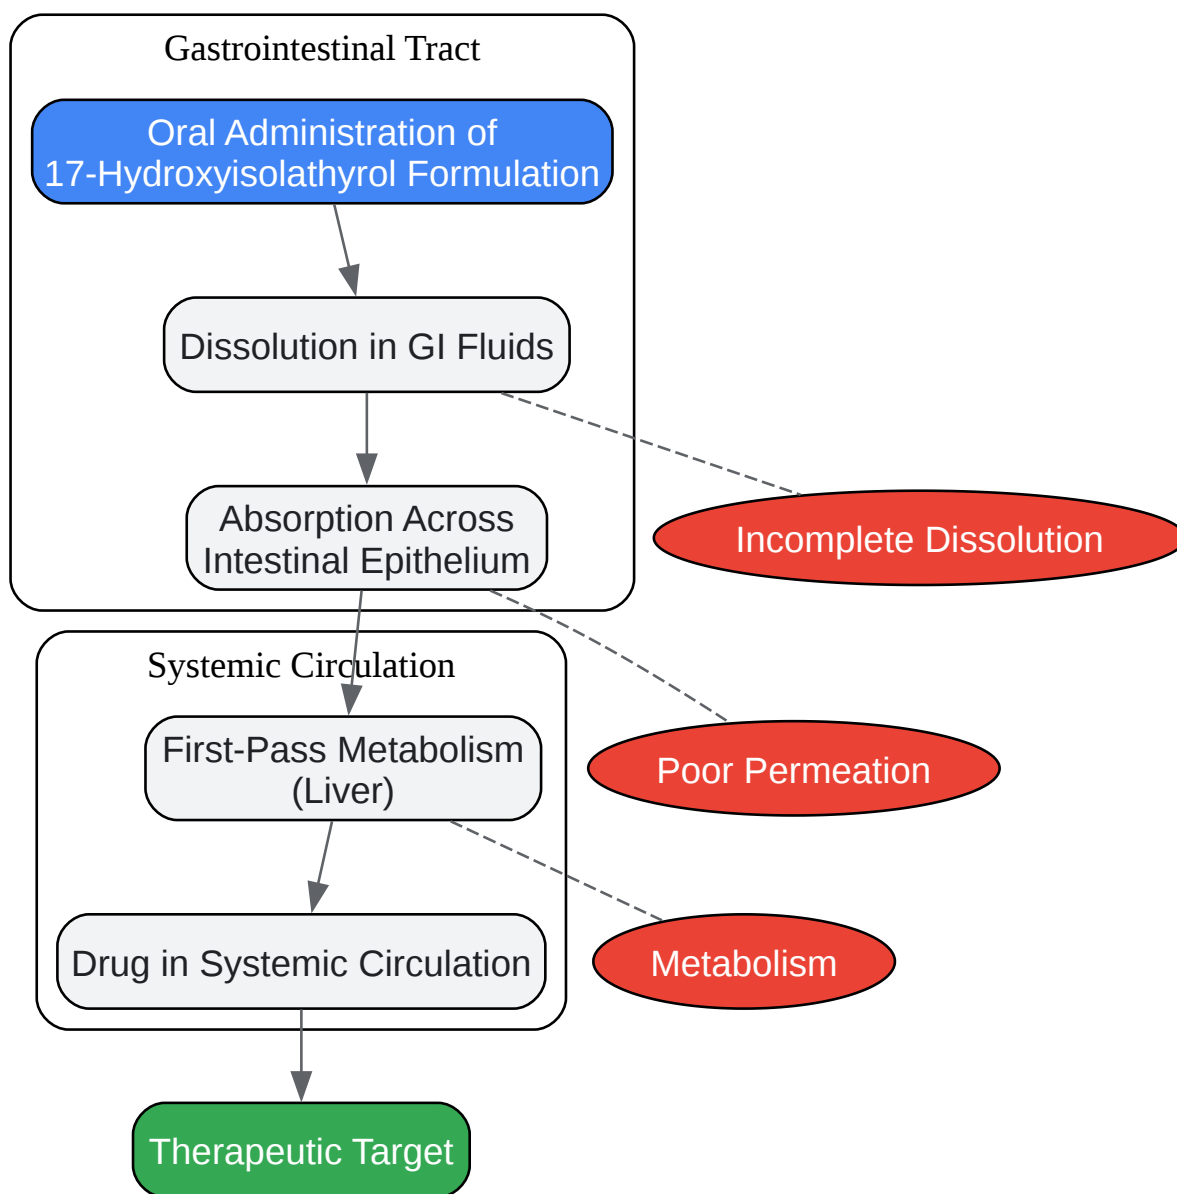 Gastrointestinal Tract
Oral Administration of
17-Hydroxyisolathyrol Formulation
Dissolution in GI Fluids
Absorption Across
Intestinal Epithelium
Incomplete Dissolution
Systemic Circulation
First-Pass Metabolism
(Liver)
Poor Permeation
Drug in Systemic Circulation
Metabolism
Therapeutic Target